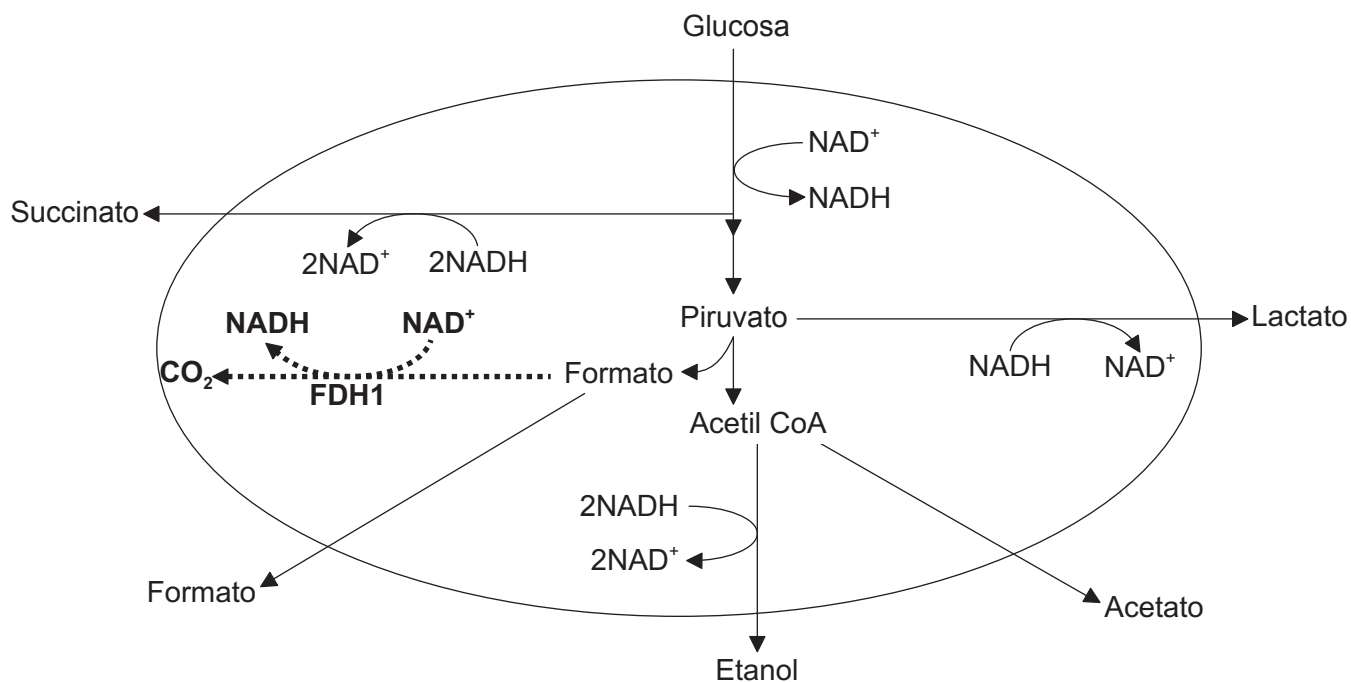 Glucosa
NAD⁺
NADH
Succinato
2NAD⁺ 2NADH
NADH NAD⁺
Piruvato
Lactato
NADH NAD⁺
CO₂
FDH1
Formato
Acetil CoA
2NADH
2NAD⁺
Formato
Acetato
Etanol